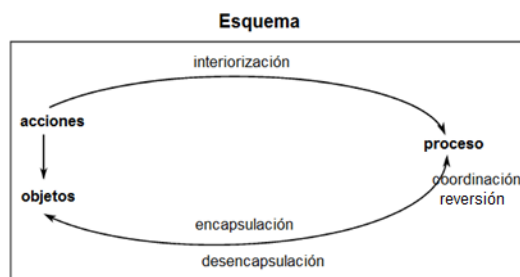 Esquema
interiorización
acciones
proceso
coordinación
reversión
objetos
encapsulación
desencapsulación